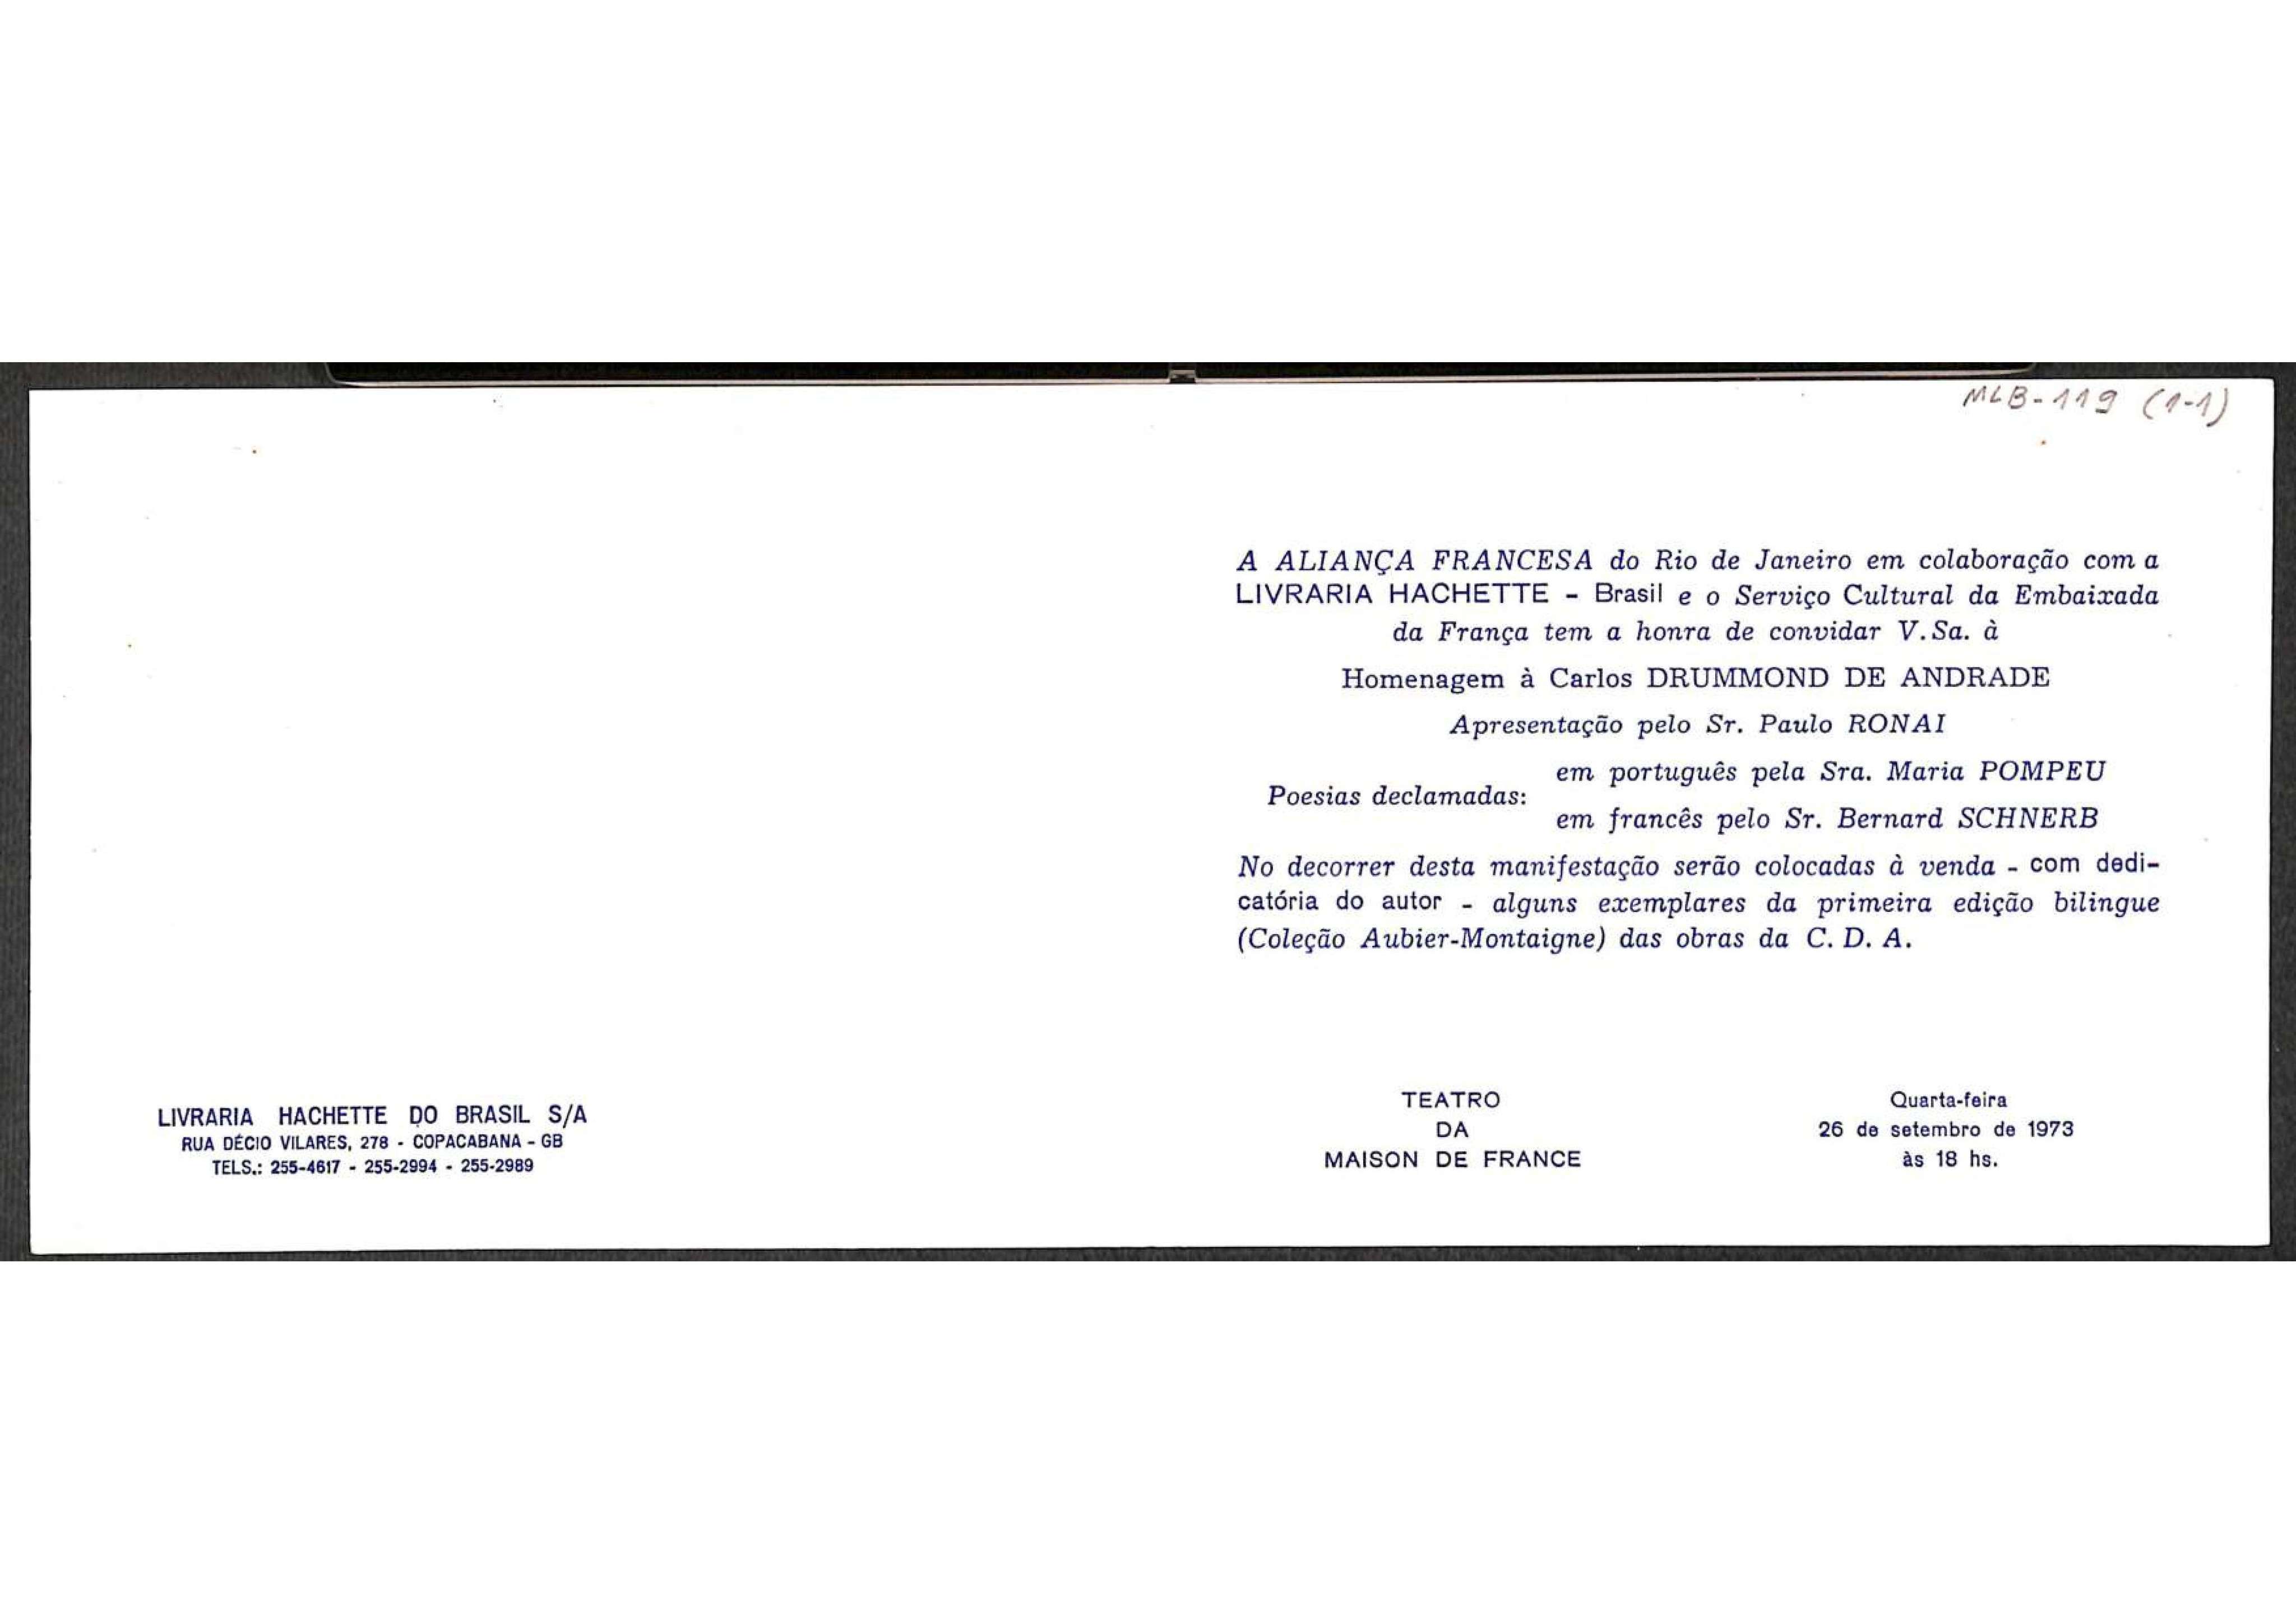 MLB-119 (1-1)
A ALIANÇA FRANCESA do Rio de Janeiro em colaboração com a
LIVRARIA HACHETTE - Brasil e o Serviço Cultural da Embaixada
da França tem a honra de convidar V. Sa. à
Homenagem à Carlos DRUMMOND DE ANDRADE
Apresentação pelo Sr. Paulo RONAI
Poesias declamadas:
em português pela Sra. Maria POMPEU
em francês pelo Sr. Bernard SCHNERB
No decorrer desta manifestação serão colocadas à venda - com dedi-
catória do autor - alguns exemplares da primeira edição bilingue
(Coleção Aubier-Montaigne) das obras da C. D. A.
LIVRARIA HACHETTE DO BRASIL S/A
RUA DÉCIO VILARES, 278 - COPACABANA - GB
TELS.: 255-4617 - 255-2994 - 255-2989
TEATRO
DA
MAISON DE FRANCE
Quarta-feira
26 de setembro de 1973
às 18 hs.